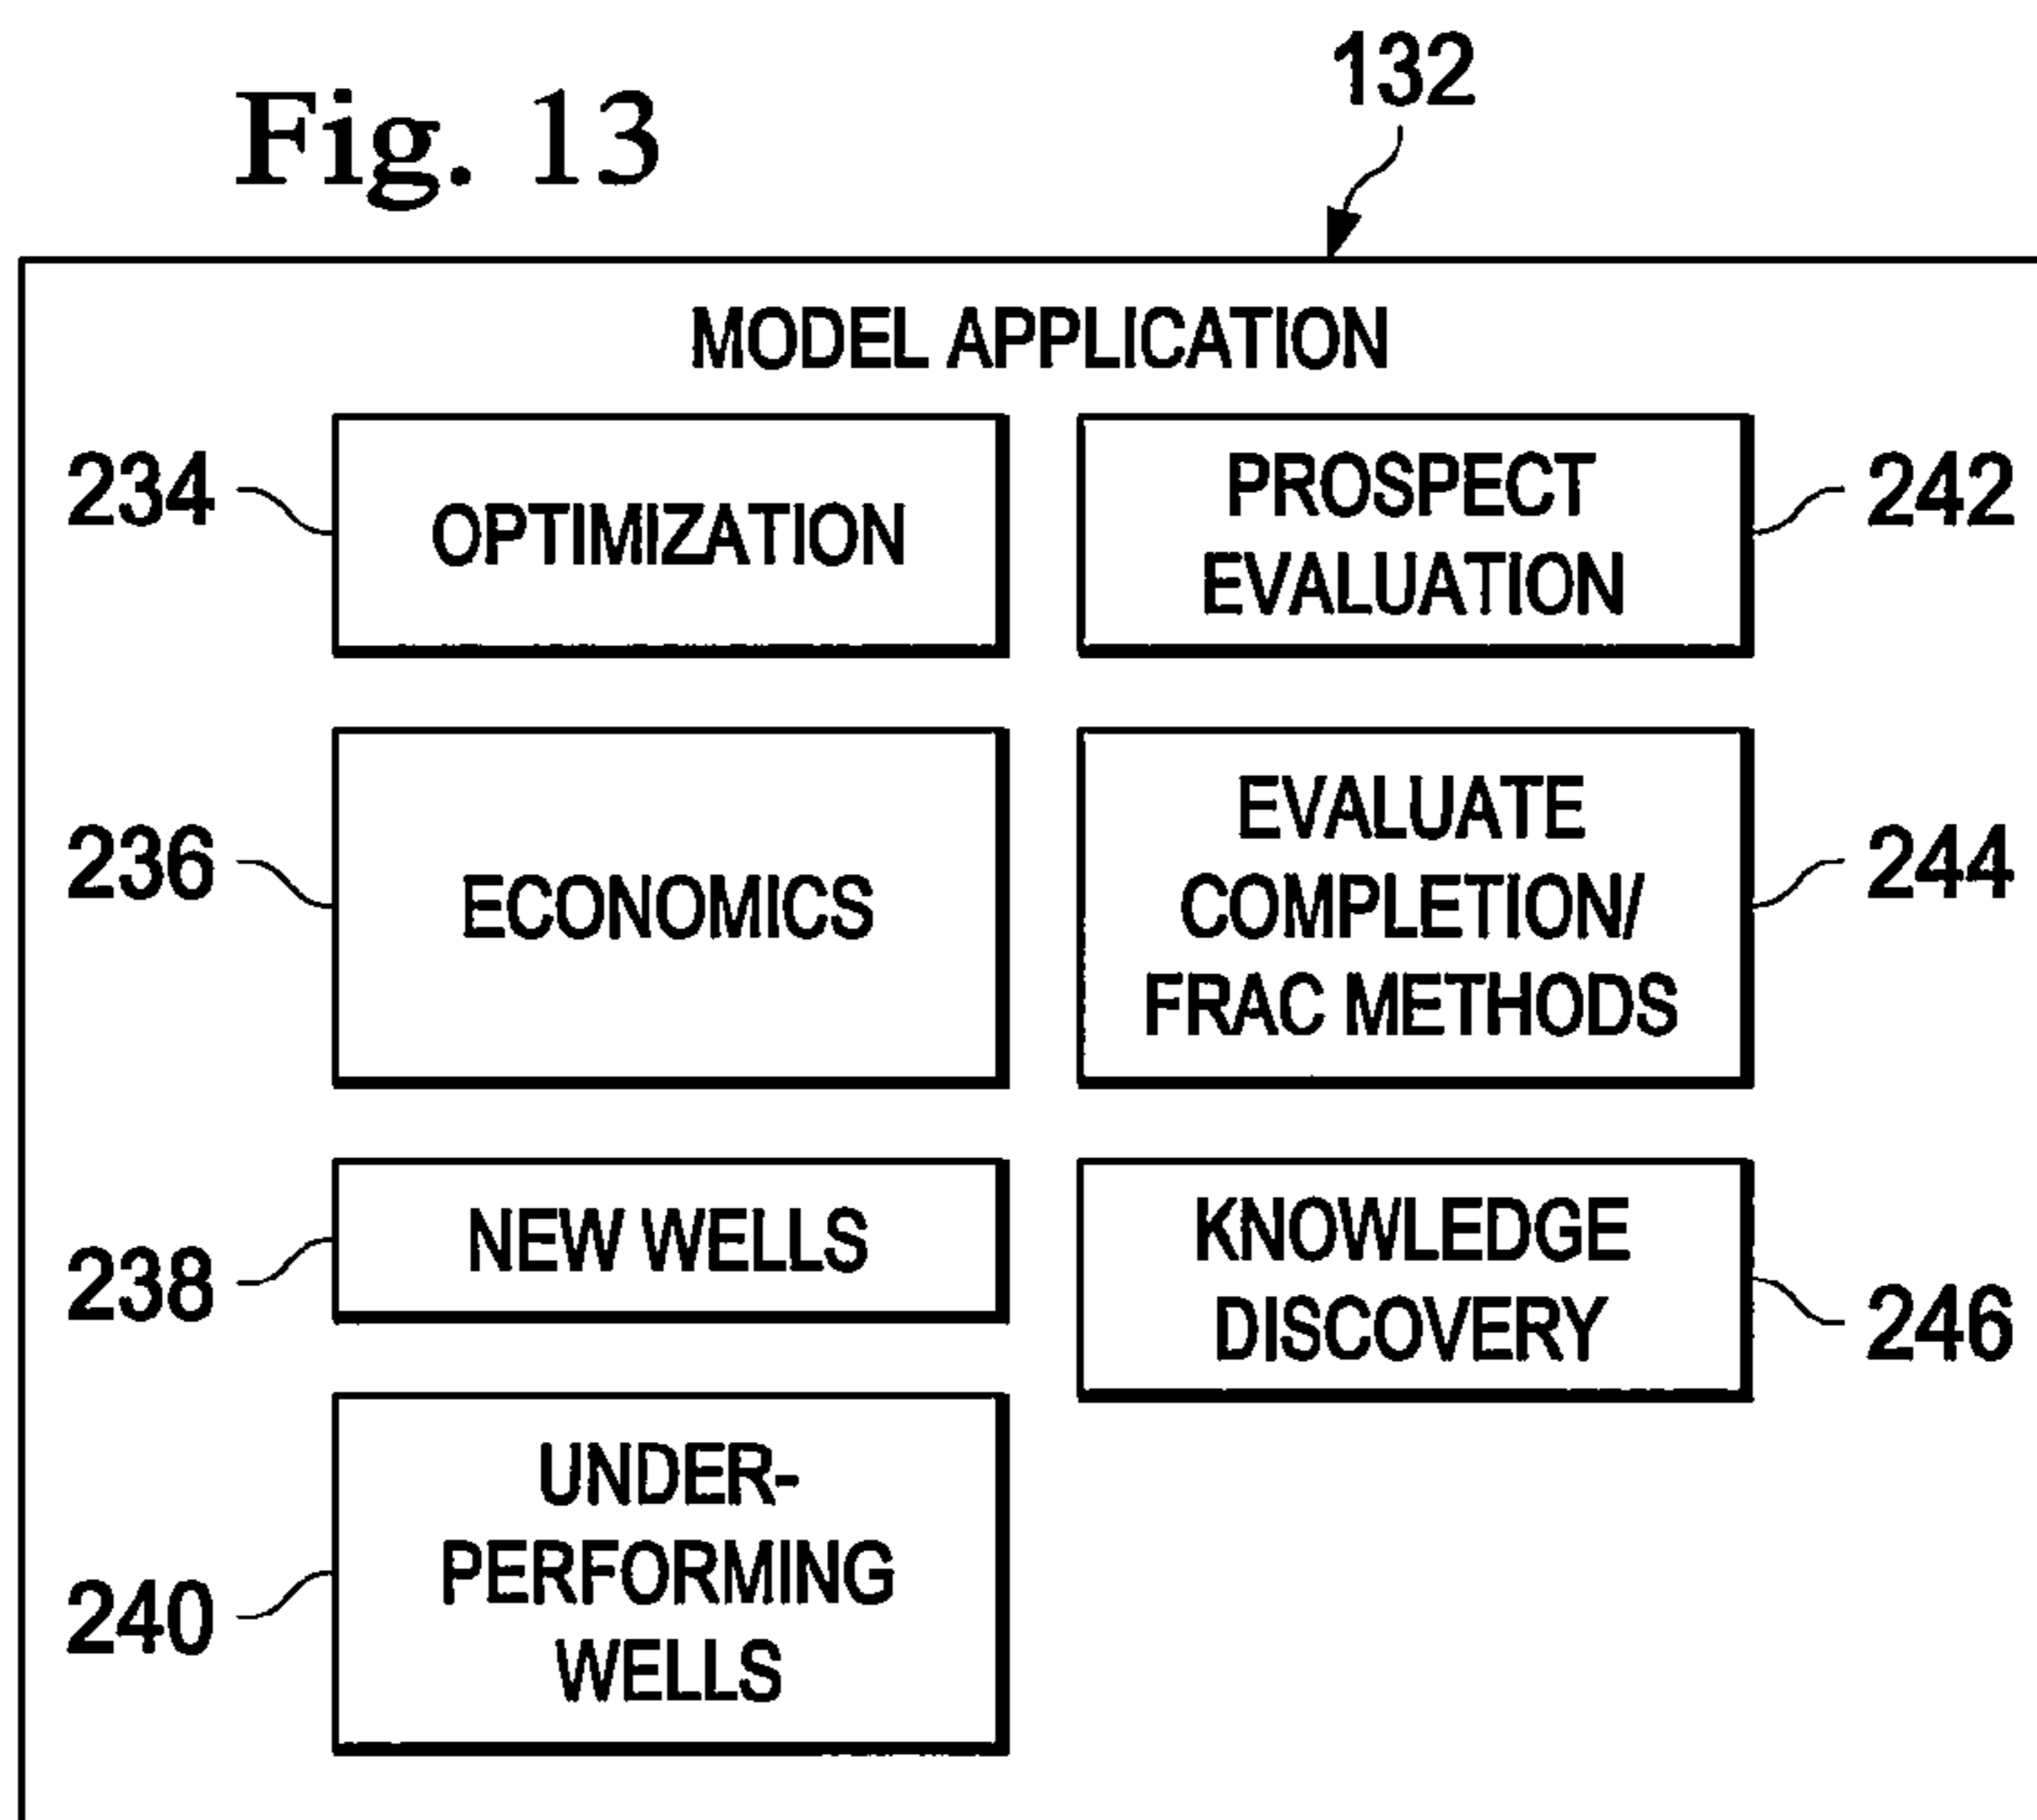 Fig. 13
132
MODEL APPLICATION
234
OPTIMIZATION
PROSPECT
EVALUATION
242
236
ECONOMICS
EVALUATE
COMPLETION/
FRAC METHODS
244
238
NEW WELLS
KNOWLEDGE
DISCOVERY
246
240
UNDER-
PERFORMING
WELLS